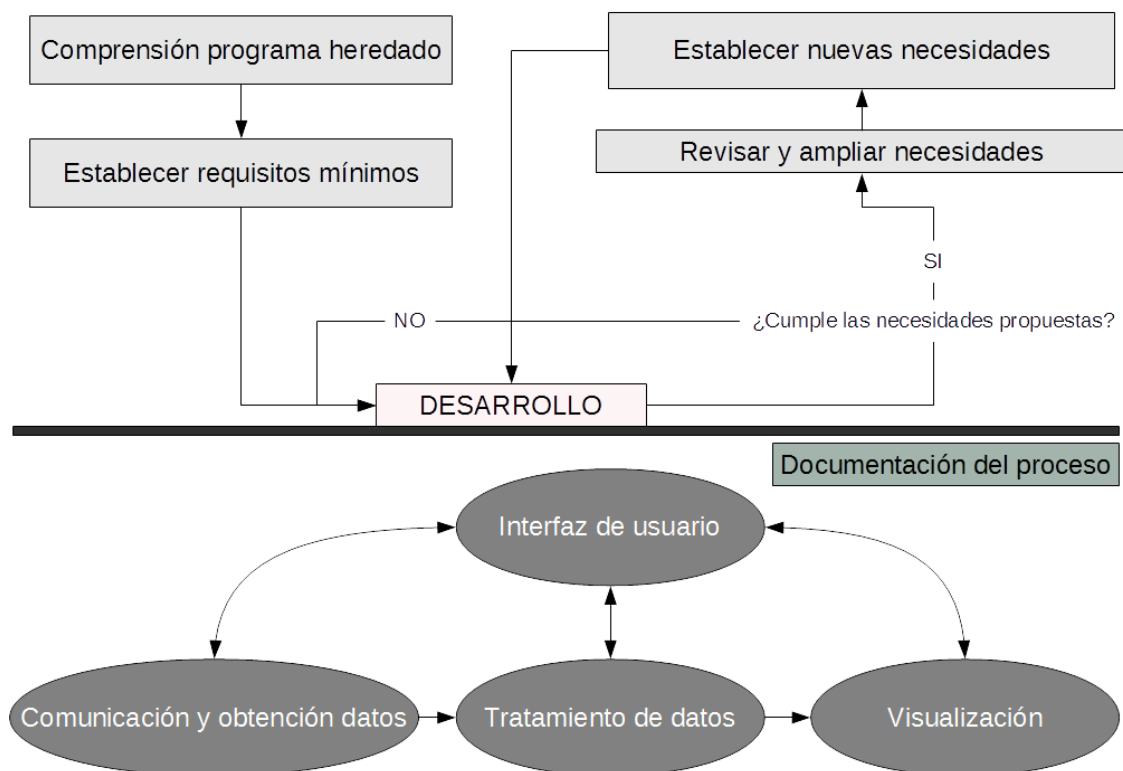 Comprensión programa heredado
Establecer nuevas necesidades
Revisar y ampliar necesidades
Establecer requisitos mínimos
SI
NO
¿Cumple las necesidades propuestas?
DESARROLLO
Documentación del proceso
Interfaz de usuario
Comunicación y obtención datos
Tratamiento de datos
Visualización